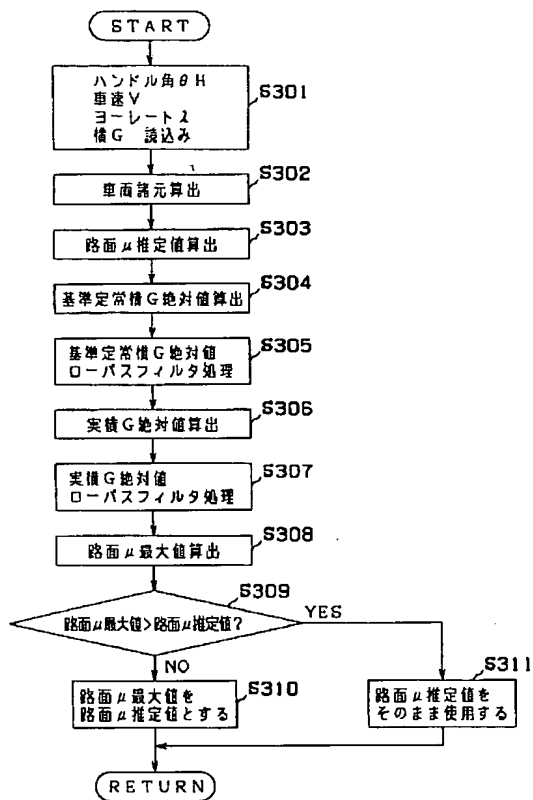 START
ハンドル角θH
車速V
ヨーレートλ
横G 読込み
S301
車両諸元算出
S302
路面μ推定値算出
S303
基準定常横G絶対値算出
S304
基準定常横G絶対値
ローパスフィルタ処理
S305
実横G絶対値算出
S306
実横G絶対値
ローパスフィルタ処理
S307
路面μ最大値算出
S308
路面μ最大値>路面μ推定値?
S309
YES
NO
路面μ最大値を
路面μ推定値とする
S310
路面μ推定値を
そのまま使用する
S311
RETURN